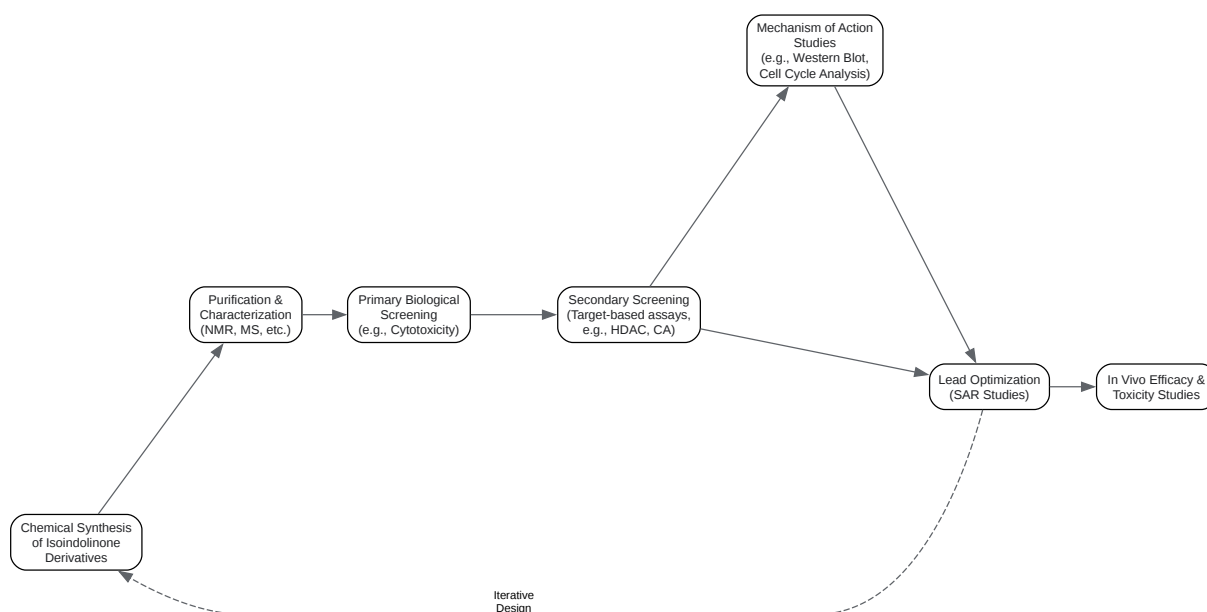 Mechanism of Action
Studies
(e.g., Western Blot,
Cell Cycle Analysis)
Purification &
Characterization
(NMR, MS, etc.)
Primary Biological
Screening
(e.g., Cytotoxicity)
Secondary Screening
(Target-based assays,
e.g., HDAC, CA)
Lead Optimization
(SAR Studies)
In Vivo Efficacy &
Toxicity Studies
Chemical Synthesis
of Isoindolinone
Derivatives
Iterative
Design